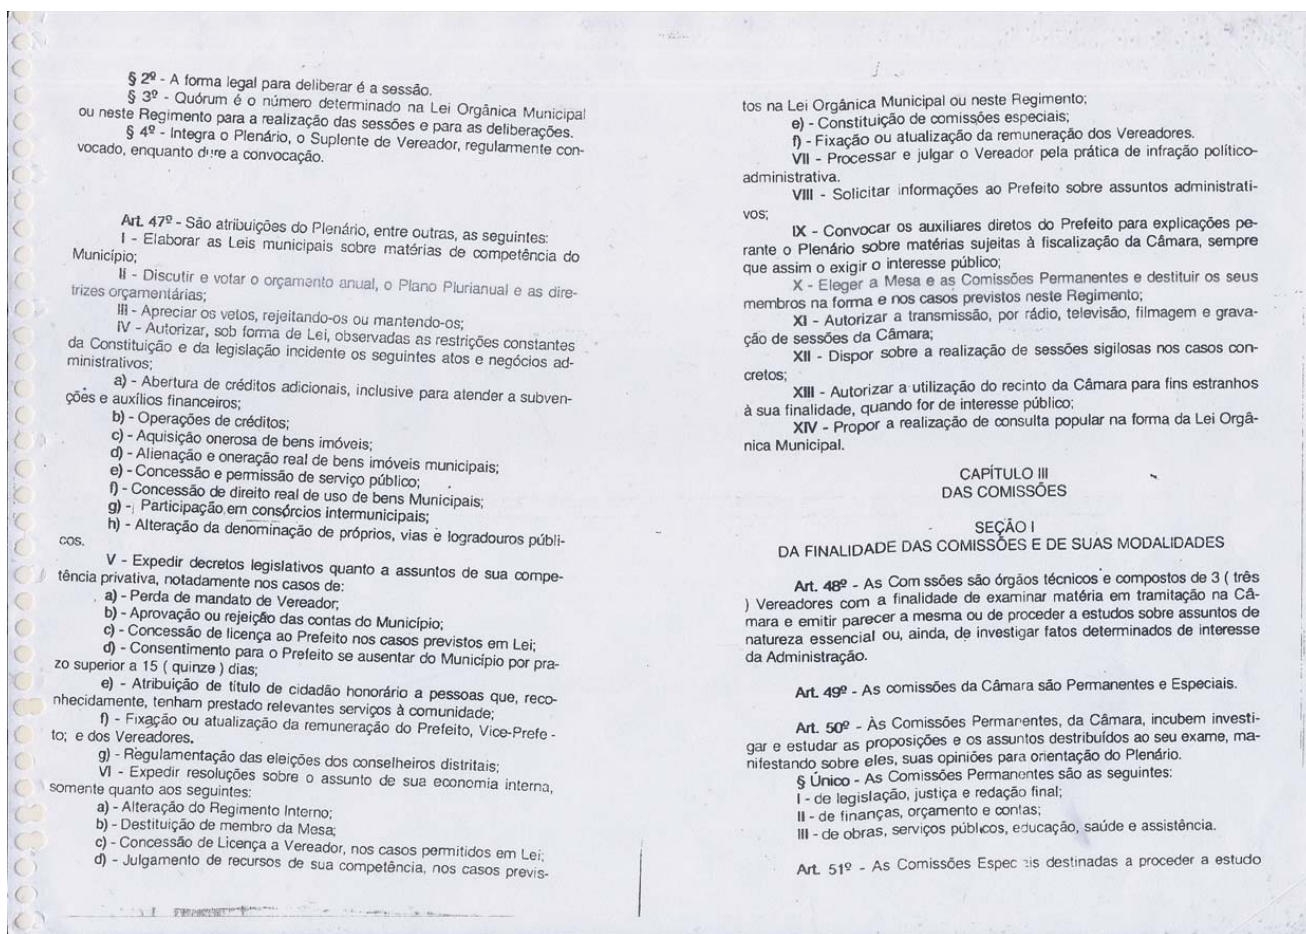 § 2º - A forma legal para deliberar é a sessão.
§ 3º - Quórum é o número determinado na Lei Orgânica Municipal
ou neste Regimento para a realização das sessões e para as deliberações.
§ 4º - Integra o Plenário, o Suplente de Vereador, regularmente con-
vocado, enquanto dure a convocação.
Art. 47º - São atribuições do Plenário, entre outras, as seguintes:
I - Elaborar as Leis municipais sobre matérias de competência do
Município;
II - Discutir e votar o orçamento anual, o Plano Plurianual e as dire-
trizes orçamentárias;
III - Apreciar os vetos, rejeitando-os ou mantendo-os;
IV - Autorizar, sob forma de Lei, observadas as restrições constantes
da Constituição e da legislação incidente os seguintes atos e negócios ad-
ministrativos;
a) - Abertura de créditos adicionais, inclusive para atender a subven-
ções e auxílios financeiros;
b) - Operações de créditos;
c) - Aquisição onerosa de bens imóveis;
d) - Alienação e oneração real de bens imóveis municipais;
e) - Concessão e permissão de serviço público;
f) - Concessão de direito real de uso de bens Municipais;
g) - Participação em consórcios intermunicipais;
h) - Alteração da denominação de próprios, vias e logradouros públi-
cos.
V - Expedir decretos legislativos quanto a assuntos de sua compe-
tência privativa, notadamente nos casos de:
a) - Perda de mandato de Vereador;
b) - Aprovação ou rejeição das contas do Município;
c) - Concessão de licença ao Prefeito nos casos previstos em Lei;
d) - Consentimento para o Prefeito se ausentar do Município por pra-
zo superior a 15 ( quinze ) dias;
e) - Atribuição de título de cidadão honorário a pessoas que, reco-
nhecidamente, tenham prestado relevantes serviços à comunidade;
f) - Fixação ou atualização da remuneração do Prefeito, Vice-Prefe -
to; e dos Vereadores.
g) - Regulamentação das eleições dos conselheiros distritais;
VI - Expedir resoluções sobre o assunto de sua economia interna,
somente quanto aos seguintes:
a) - Alteração do Regimento Interno;
b) - Destituição de membro da Mesa;
c) - Concessão de Licença a Vereador, nos casos permitidos em Lei;
d) - Julgamento de recursos de sua competência, nos casos previs-
tos na Lei Orgânica Municipal ou neste Regimento;
e) - Constituição de comissões especiais;
f) - Fixação ou atualização da remuneração dos Vereadores.
VII - Processar e julgar o Vereador pela prática de infração político-
administrativa.
VIII - Solicitar informações ao Prefeito sobre assuntos administrati-
vos;
IX - Convocar os auxiliares diretos do Prefeito para explicações pe-
rante o Plenário sobre matérias sujeitas à fiscalização da Câmara, sempre
que assim o exigir o interesse público;
X - Eleger a Mesa e as Comissões Permanentes e destituir os seus
membros na forma e nos casos previstos neste Regimento;
XI - Autorizar a transmissão, por rádio, televisão, filmagem e grava-
ção de sessões da Câmara;
XII - Dispor sobre a realização de sessões sigilosas nos casos con-
cretos;
XIII - Autorizar a utilização do recinto da Câmara para fins estranhos
à sua finalidade, quando for de interesse público;
XIV - Propor a realização de consulta popular na forma da Lei Orgâ-
nica Municipal.
CAPÍTULO III
DAS COMISSÕES
SEÇÃO I
DA FINALIDADE DAS COMISSÕES E DE SUAS MODALIDADES
Art. 48º - As Com ssões são órgãos técnicos e compostos de 3 ( três
) Vereadores com a finalidade de examinar matéria em tramitação na Câ-
mara e emitir parecer a mesma ou de proceder a estudos sobre assuntos de
natureza essencial ou, ainda, de investigar fatos determinados de interesse
da Administração.
Art. 49º - As comissões da Câmara são Permanentes e Especiais.
Art. 50º - Às Comissões Permanentes, da Câmara, incubem investi-
gar e estudar as proposições e os assuntos destribuídos ao seu exame, ma-
nifestando sobre eles, suas opiniões para orientação do Plenário.
§ Único - As Comissões Permanentes são as seguintes:
I - de legislação, justiça e redação final;
II - de finanças, orçamento e contas;
III - de obras, serviços públicos, educação, saúde e assistência.
Art. 51º - As Comissões Especiais destinadas a proceder a estudo